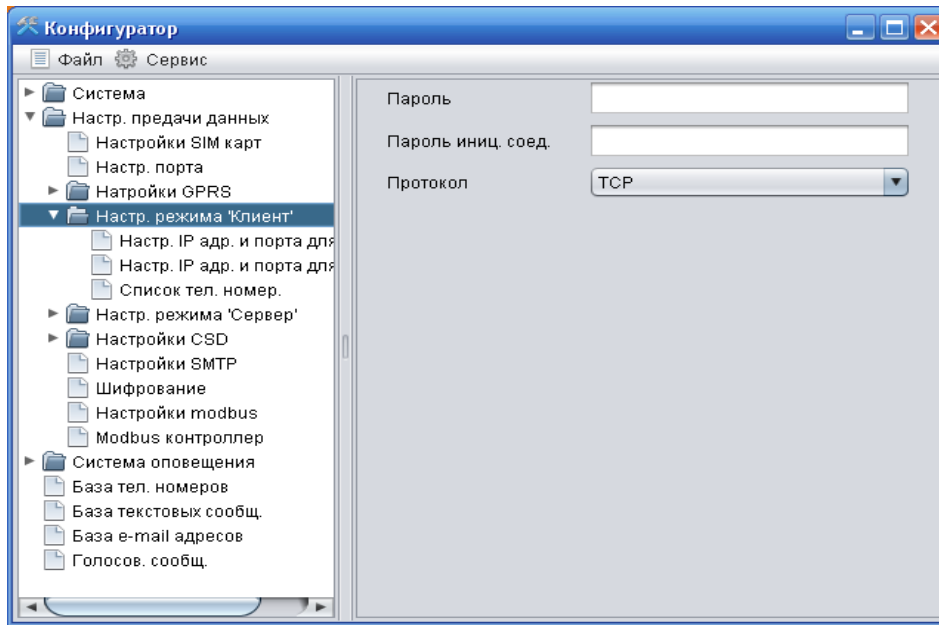 Конфигуратор
Файл Сервис
Система
Настр. предачи данных
Настройки SIM карт
Настр. порта
Натройки GPRS
Настр. режима 'Клиент'
Настр. IP адр. и порта для
Настр. IP адр. и порта для
Список тел. номер.
Настр. режима 'Сервер'
Настройки CSD
Настройки SMTP
Шифрование
Настройки modbus
Modbus контроллер
Система оповещения
База тел. номеров
База текстовых сообщ.
База e-mail адресов
Голосов. сообщ.
Пароль
Пароль иниц. соед.
Протокол TCP